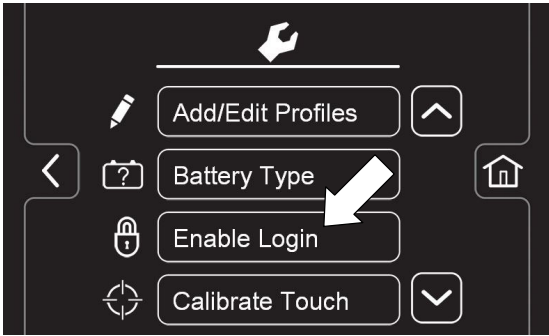 Add/Edit Profiles
Battery Type
Enable Login
Calibrate Touch